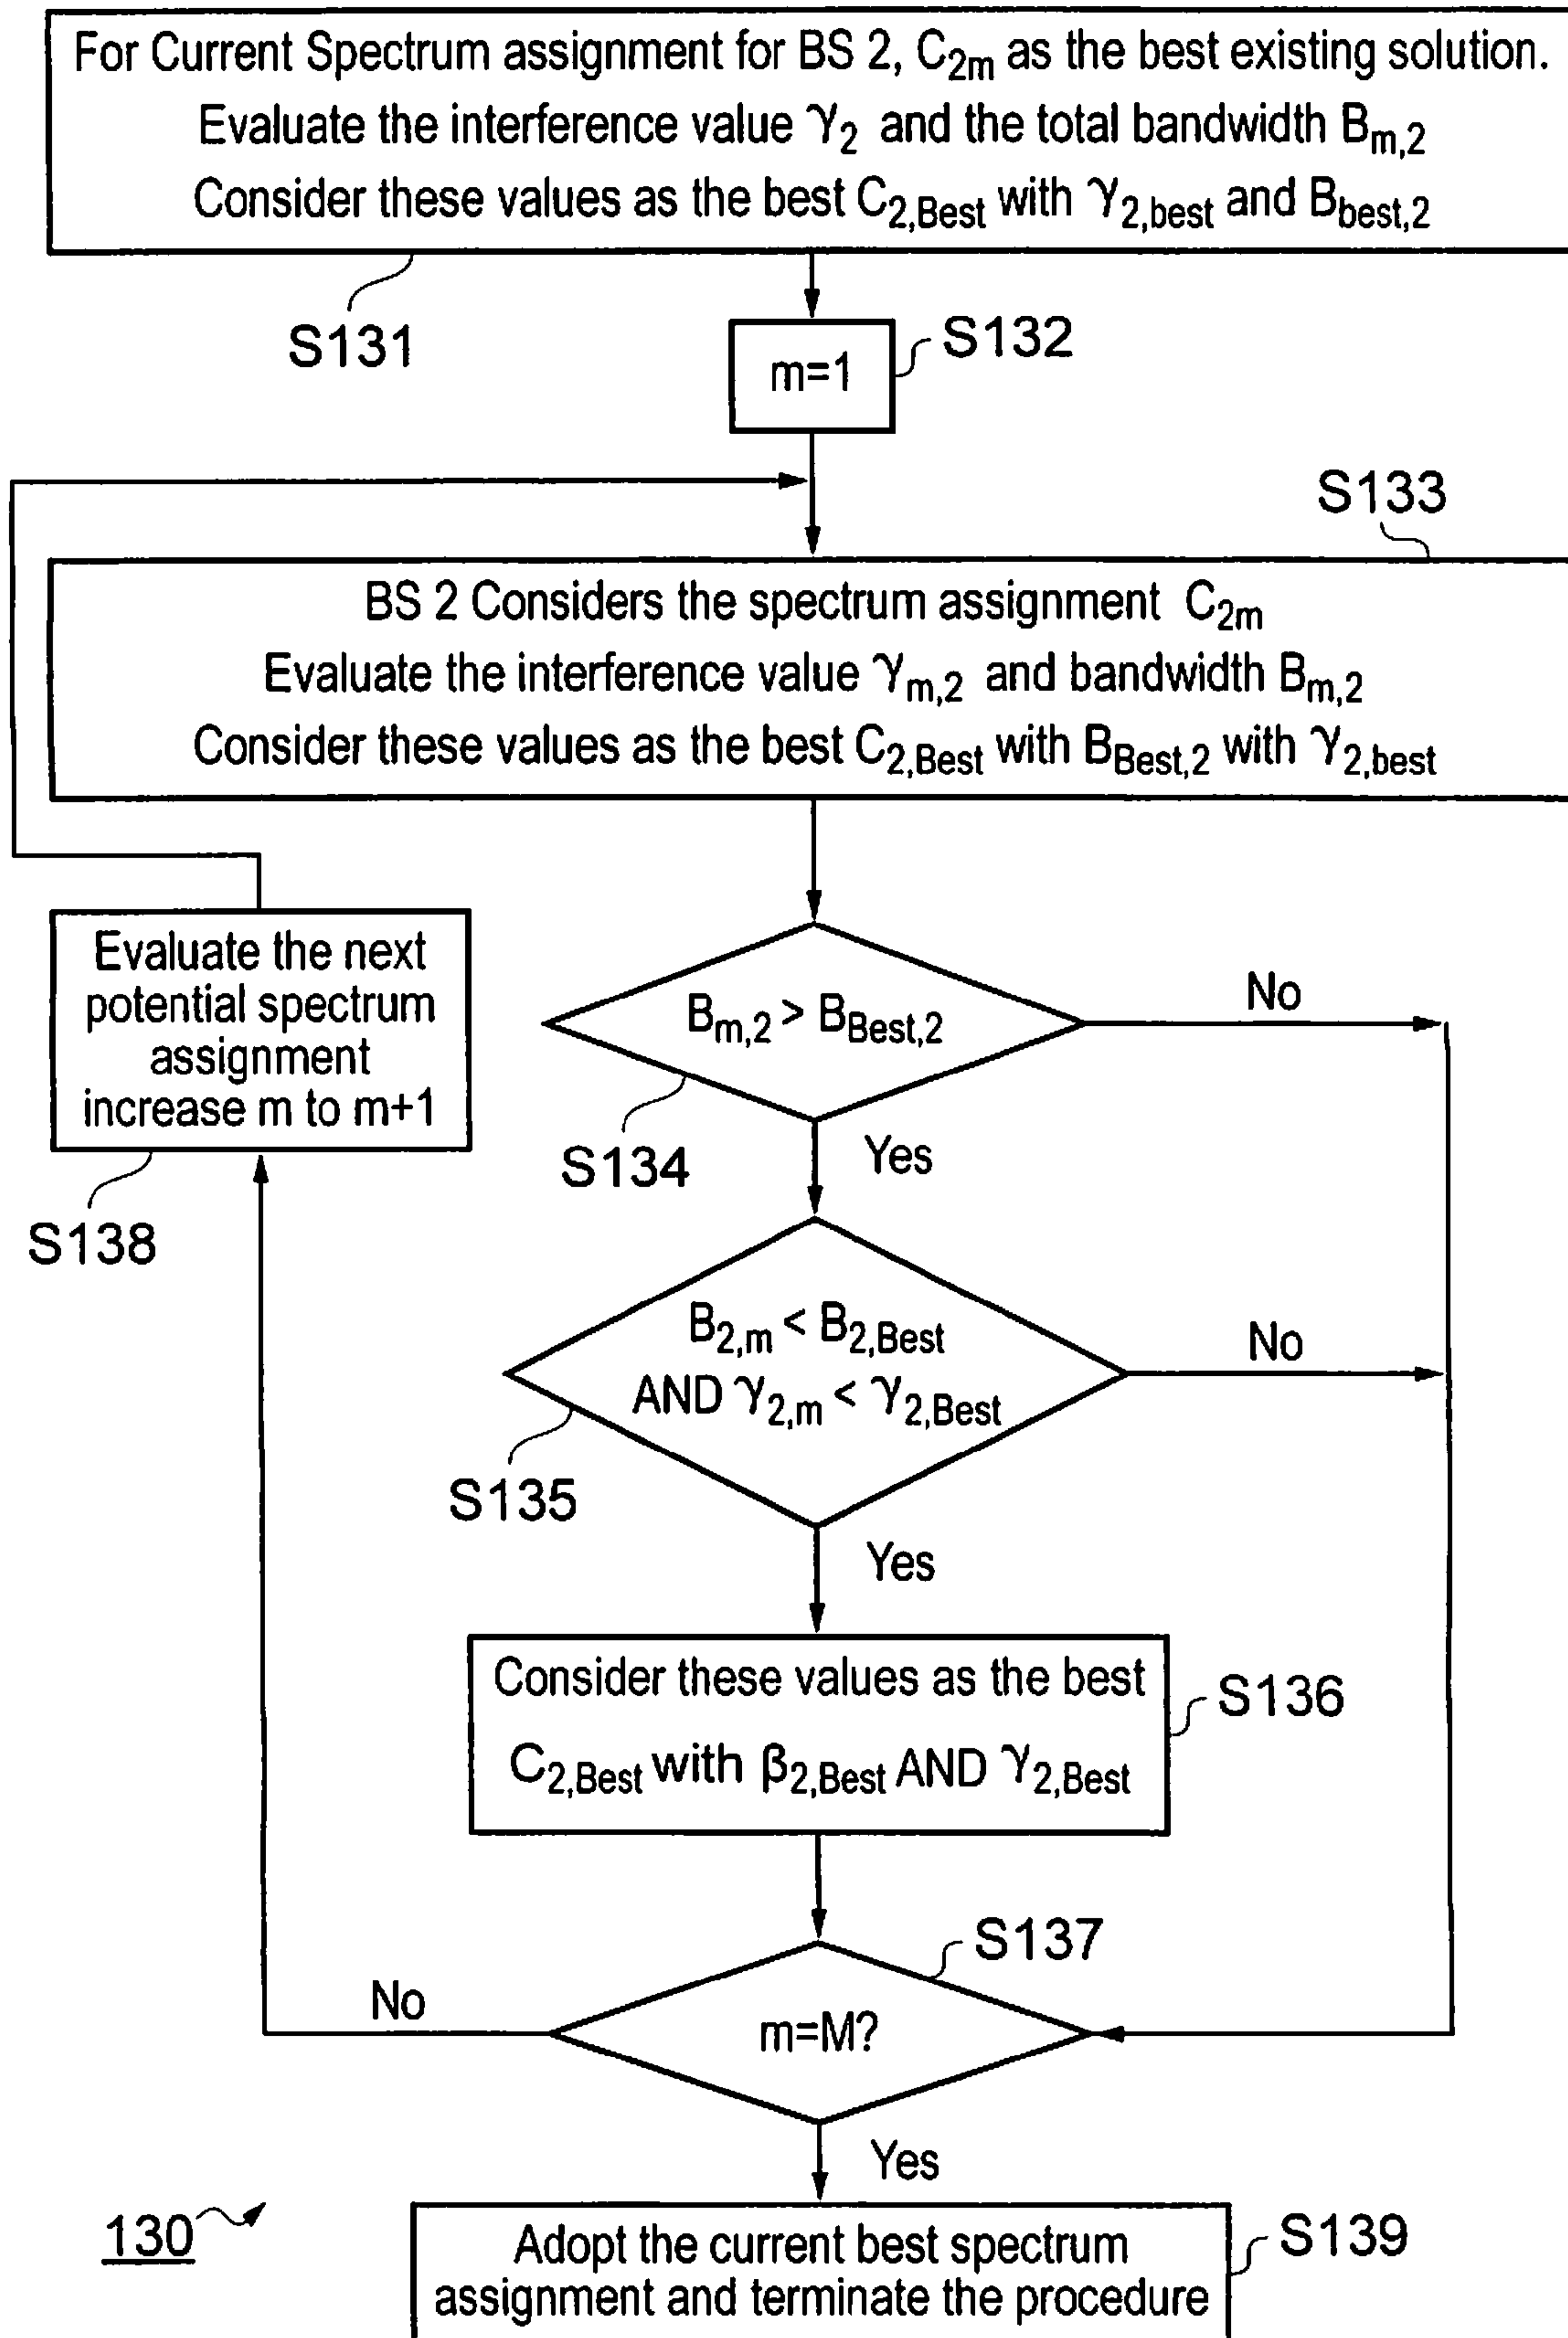 For Current Spectrum assignment for BS 2, C2m as the best existing solution.
Evaluate the interference value γ2 and the total bandwidth Bm,2
Consider these values as the best C2,Best with γ2,best and Bbest,2
S131
m=1
S132
S133
BS 2 Considers the spectrum assignment C2m
Evaluate the interference value γm,2 and bandwidth Bm,2
Consider these values as the best C2,Best with BBest,2 with γ2,best
Evaluate the next
potential spectrum
assignment
increase m to m+1
S138
Bm,2 > BBest,2
No
S134
Yes
B2,m < B2,Best
AND γ2,m < γ2,Best
No
S135
Yes
Consider these values as the best
C2,Best with β2,Best AND γ2,Best
S136
S137
m=M?
No
Yes
130
Adopt the current best spectrum
assignment and terminate the procedure
S139